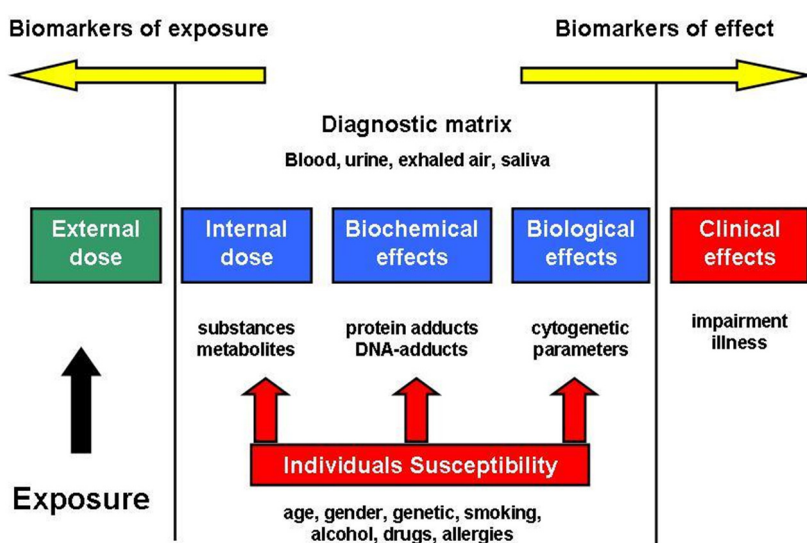 Biomarkers of exposure
Biomarkers of effect
Diagnostic matrix
Blood, urine, exhaled air, saliva
External
dose
Internal
dose
Biochemical
effects
Biological
effects
Clinical
effects
substances
metabolites
protein adducts
DNA-adducts
cytogenetic
parameters
impairment
illness
Individuals Susceptibility
Exposure
age, gender, genetic, smoking,
alcohol, drugs, allergies